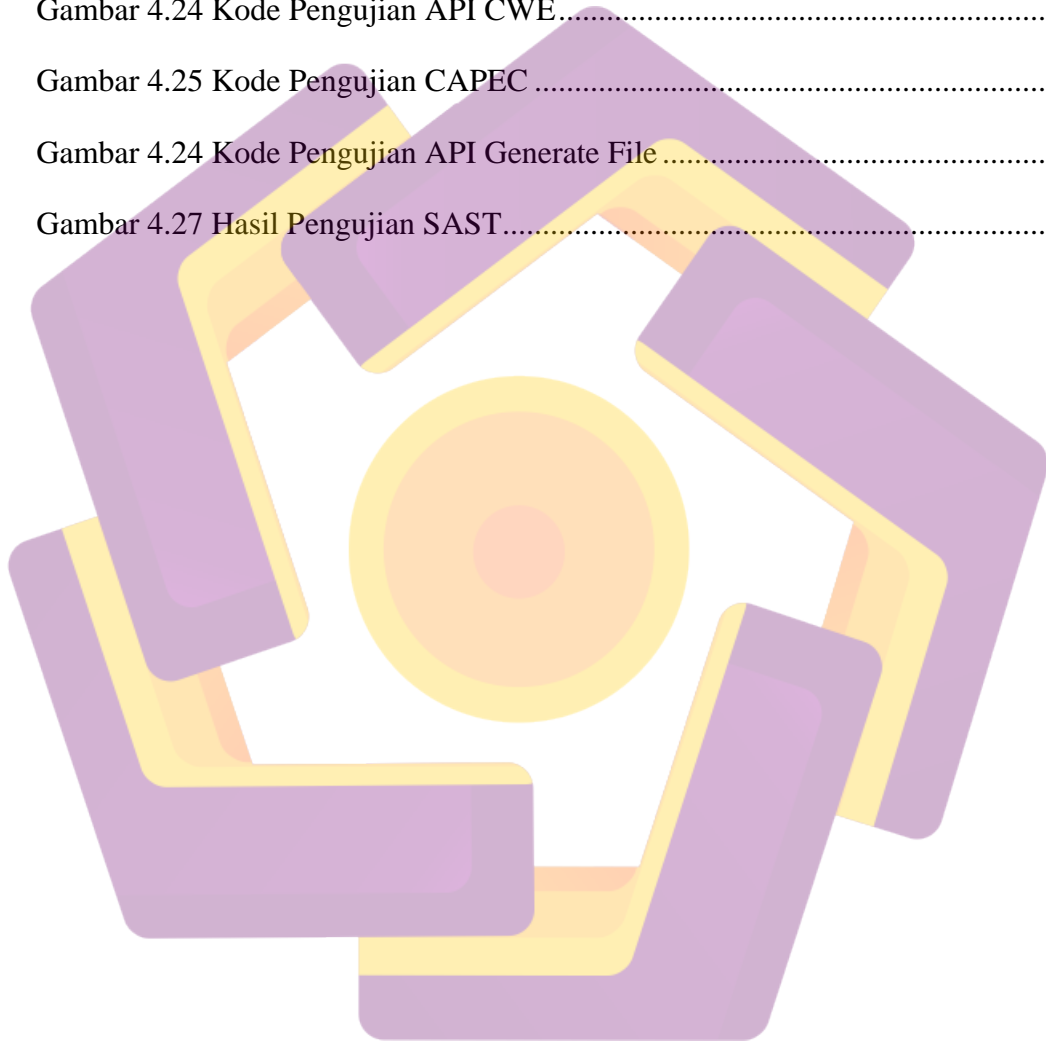 Gambar 4.24 Kode Pengujian API CWE........................................................
Gambar 4.25 Kode Pengujian CAPEC ..........................................................
Gambar 4.24 Kode Pengujian API Generate File ..........................................
Gambar 4.27 Hasil Pengujian SAST..............................................................